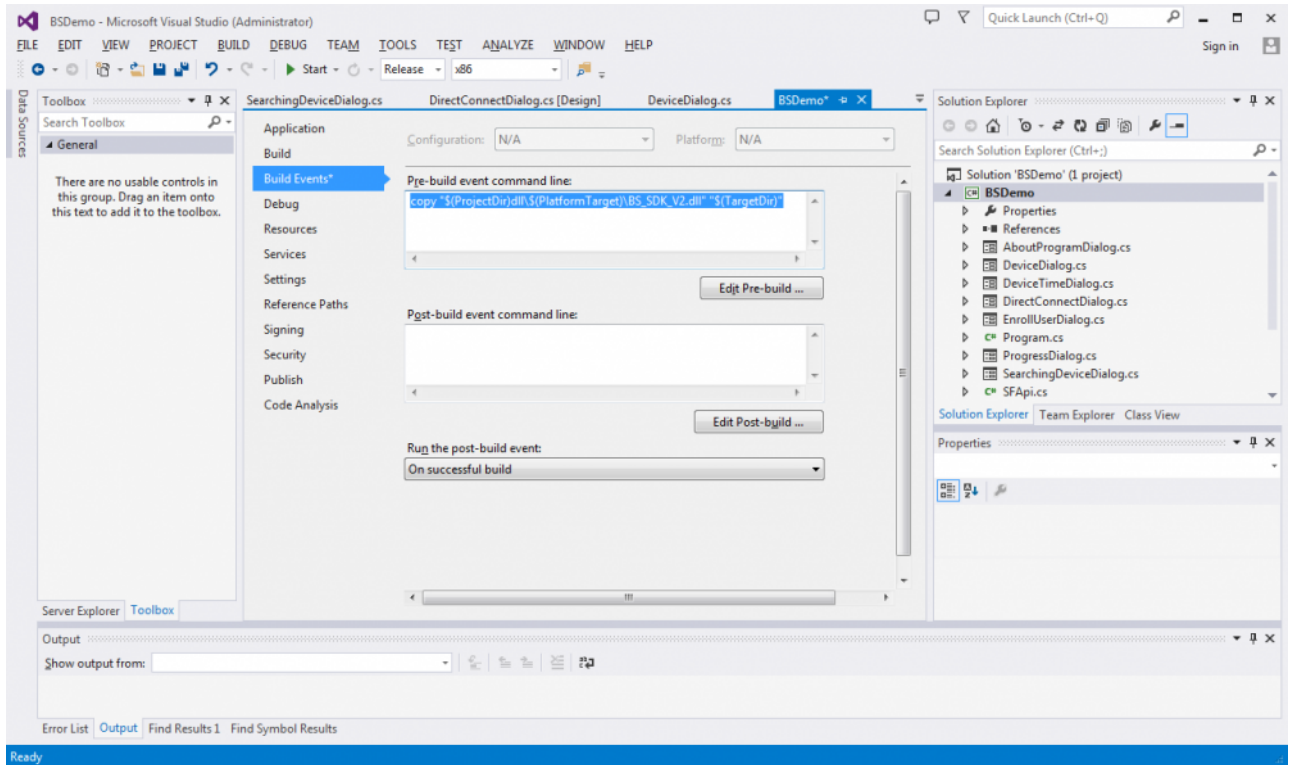 BSDemo - Microsoft Visual Studio (Administrator)
Quick Launch (Ctrl+Q)
FILE EDIT VIEW PROJECT BUILD DEBUG TEAM TOOLS TEST ANALYZE WINDOW HELP
Sign in
Start
Release
x86
Data Sources
Toolbox
Search Toolbox
General
There are no usable controls in
this group. Drag an item onto
this text to add it to the toolbox.
Server Explorer Toolbox
SearchingDeviceDialog.cs DirectConnectDialog.cs [Design] DeviceDialog.cs BSDemo*
Application
Build
Build Events*
Debug
Resources
Services
Settings
Reference Paths
Signing
Security
Publish
Code Analysis
Configuration: N/A Platform: N/A
Pre-build event command line:
copy "$(ProjectDir)dll\$(PlatformTarget)\BS_SDK_V2.dll" "$(TargetDir)"
Edit Pre-build ...
Post-build event command line:
Edit Post-build ...
Run the post-build event:
On successful build
Solution Explorer
Search Solution Explorer (Ctrl+;)
Solution 'BSDemo' (1 project)
C# BSDemo
Properties
References
AboutProgramDialog.cs
DeviceDialog.cs
DeviceTimeDialog.cs
DirectConnectDialog.cs
EnrollUserDialog.cs
C# Program.cs
ProgressDialog.cs
SearchingDeviceDialog.cs
C# SFApi.cs
Solution Explorer Team Explorer Class View
Properties
Output
Show output from:
Error List Output Find Results 1 Find Symbol Results
Ready